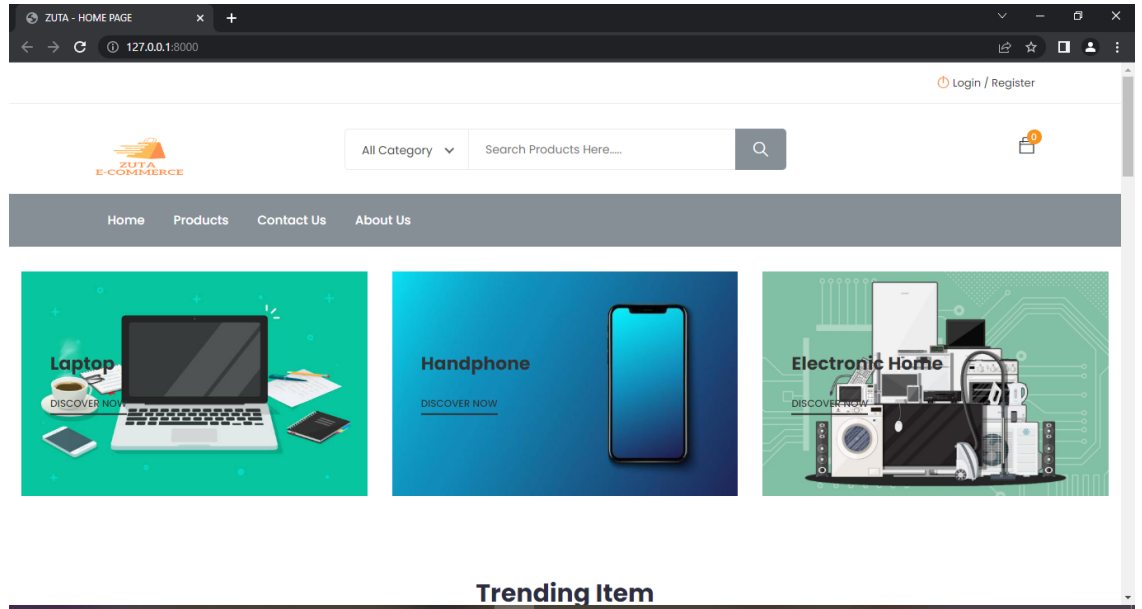 ZUTA - HOME PAGE
127.0.0.1:8000
Login / Register
ZUTA
E-COMMERCE
All Category
Search Products Here.....
0
Home Products Contact Us About Us
Laptop
DISCOVER NOW
Handphone
DISCOVER NOW
Electronic Home
DISCOVER NOW
Trending Item